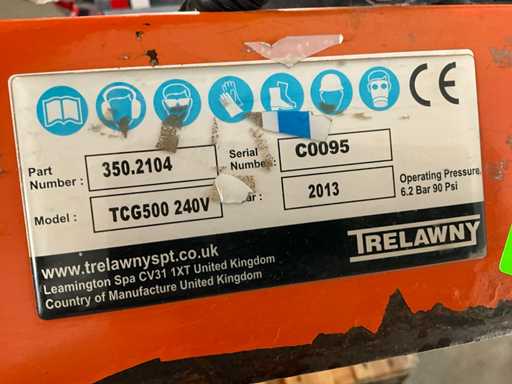 CE
Part Number : 350.2104
Serial Number C0095
Model : TCG500 240V
ar : 2013
Operating Pressure
6.2 Bar 90 Psi
www.trelawnyspt.co.uk
Leamington Spa CV31 1XT United Kingdom
Country of Manufacture United Kingdom
TRELAWNY